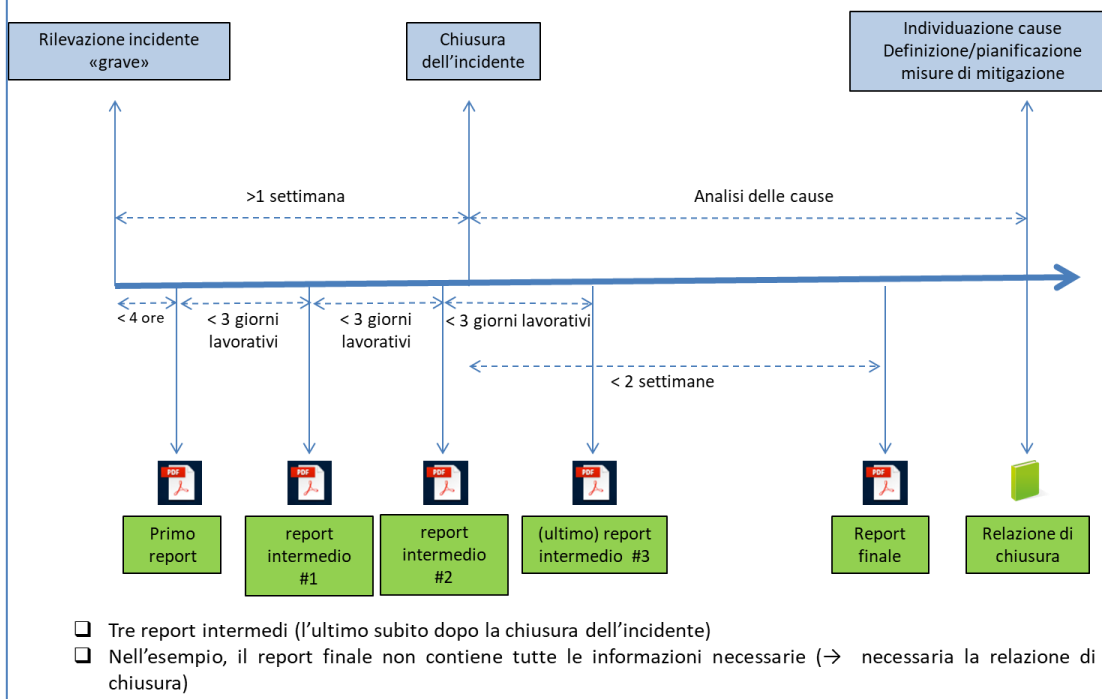 Rilevazione incidente
«grave»
Chiusura
dell'incidente
Individuazione cause
Definizione/pianificazione
misure di mitigazione
>1 settimana
Analisi delle cause
< 4 ore
< 3 giorni
lavorativi
< 3 giorni
lavorativi
< 3 giorni lavorativi
< 2 settimane
PDF
PDF
PDF
PDF
PDF
Primo
report
report
intermedio
#1
report
intermedio
#2
(ultimo) report
intermedio #3
Report
finale
Relazione di
chiusura
❑ Tre report intermedi (l'ultimo subito dopo la chiusura dell'incidente)
❑ Nell'esempio, il report finale non contiene tutte le informazioni necessarie (→ necessaria la relazione di
chiusura)